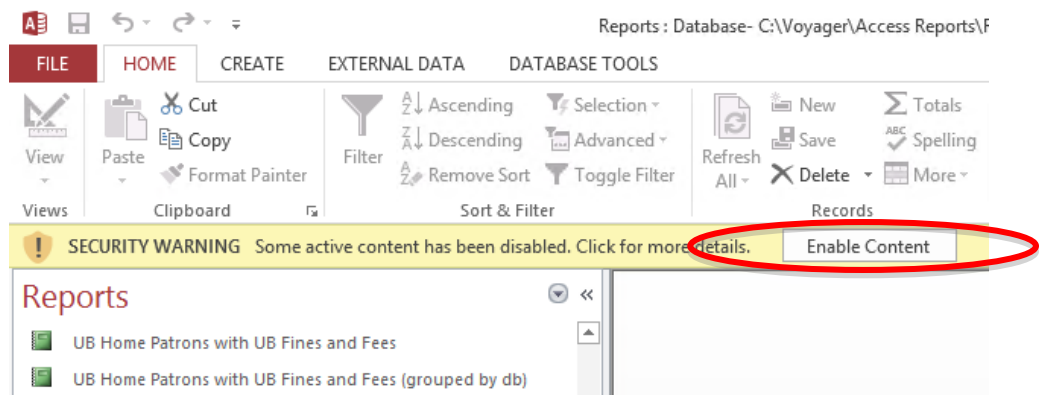 Reports : Database- C:\Voyager\Access Reports\
FILE HOME CREATE EXTERNAL DATA DATABASE TOOLS
View
Views
Paste
Cut
Copy
Format Painter
Clipboard
Filter
Ascending
Descending
Remove Sort
Selection
Advanced
Toggle Filter
Sort & Filter
Refresh
All
New
Save
Delete
Totals
Spelling
More
Records
SECURITY WARNING Some active content has been disabled. Click for more details. Enable Content
Reports
UB Home Patrons with UB Fines and Fees
UB Home Patrons with UB Fines and Fees (grouped by db)